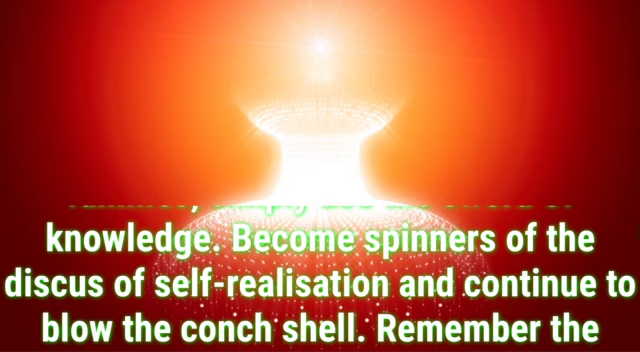 knowledge. Become spinners of the
discus of self-realisation and continue to
blow the conch shell. Remember the